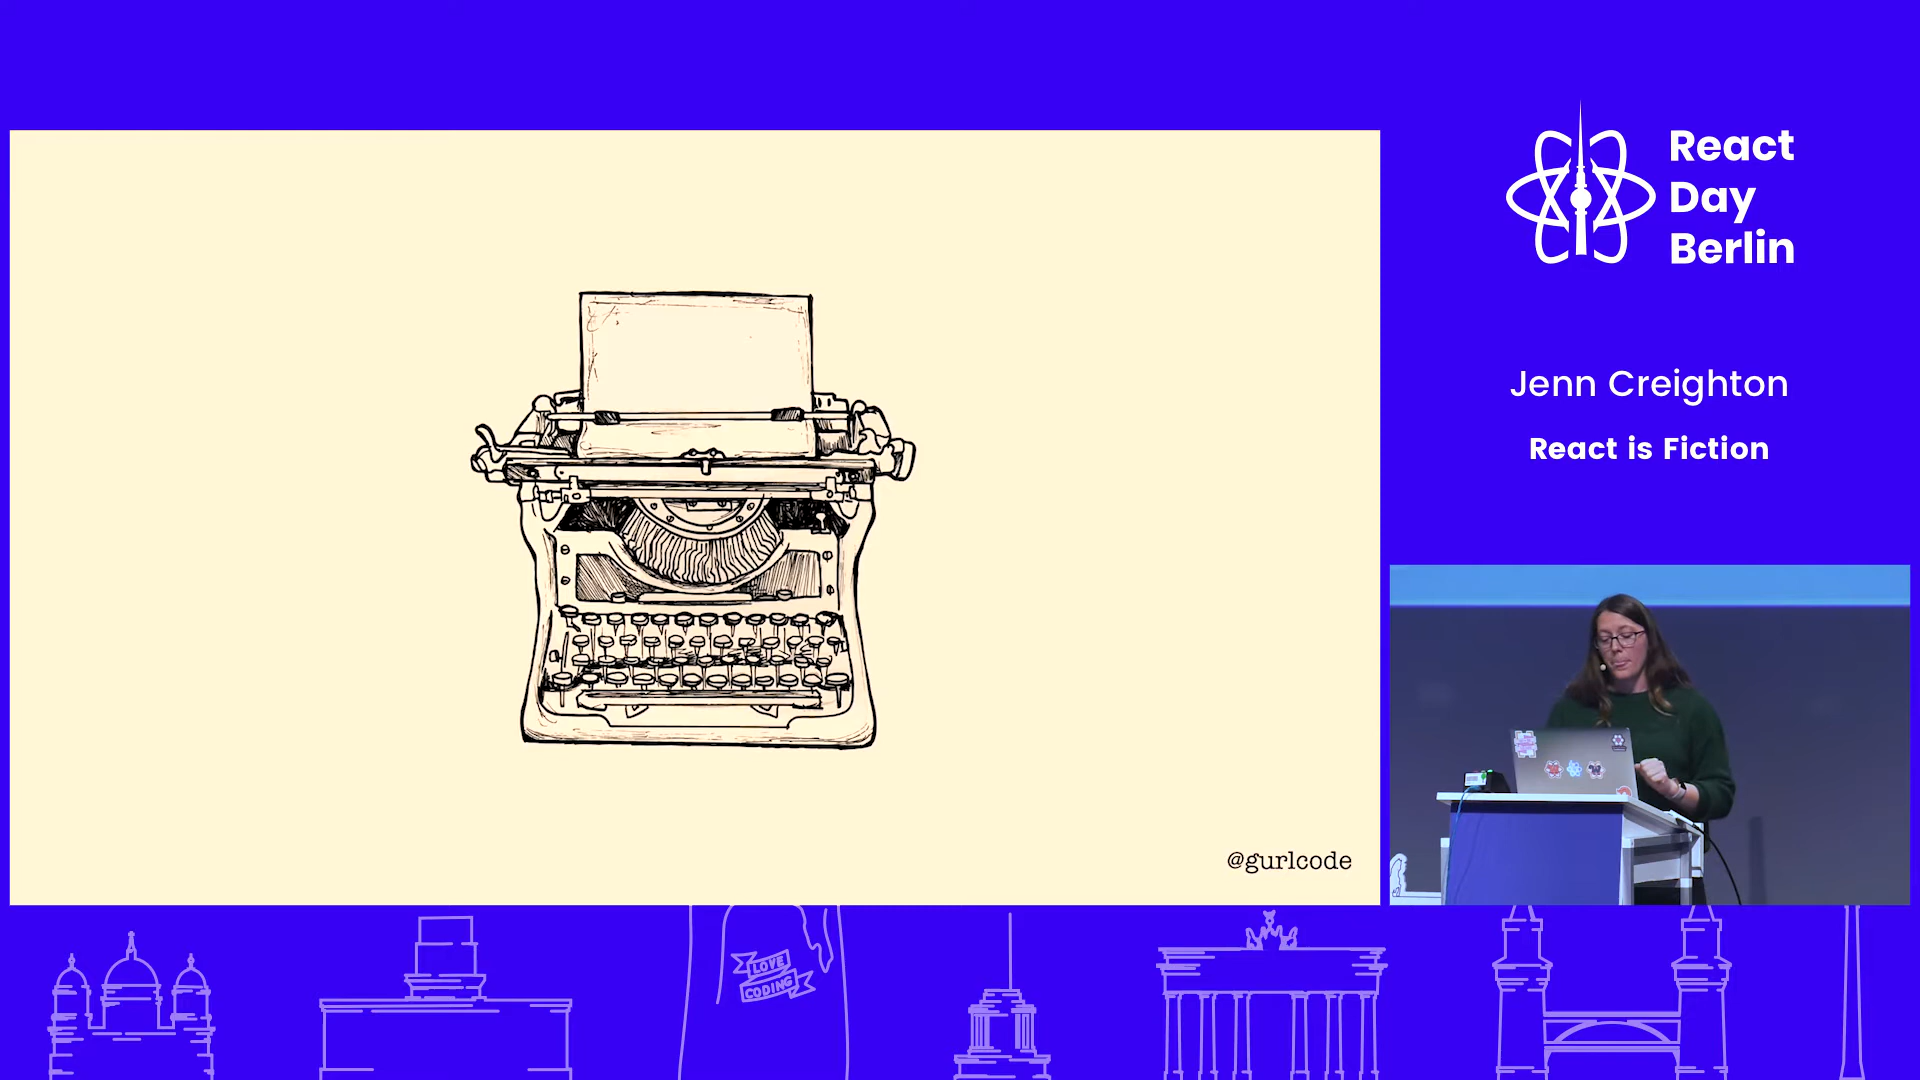 React
Day
Berlin
Jenn Creighton
React is Fiction
@gurlcode
LOVE
CODING